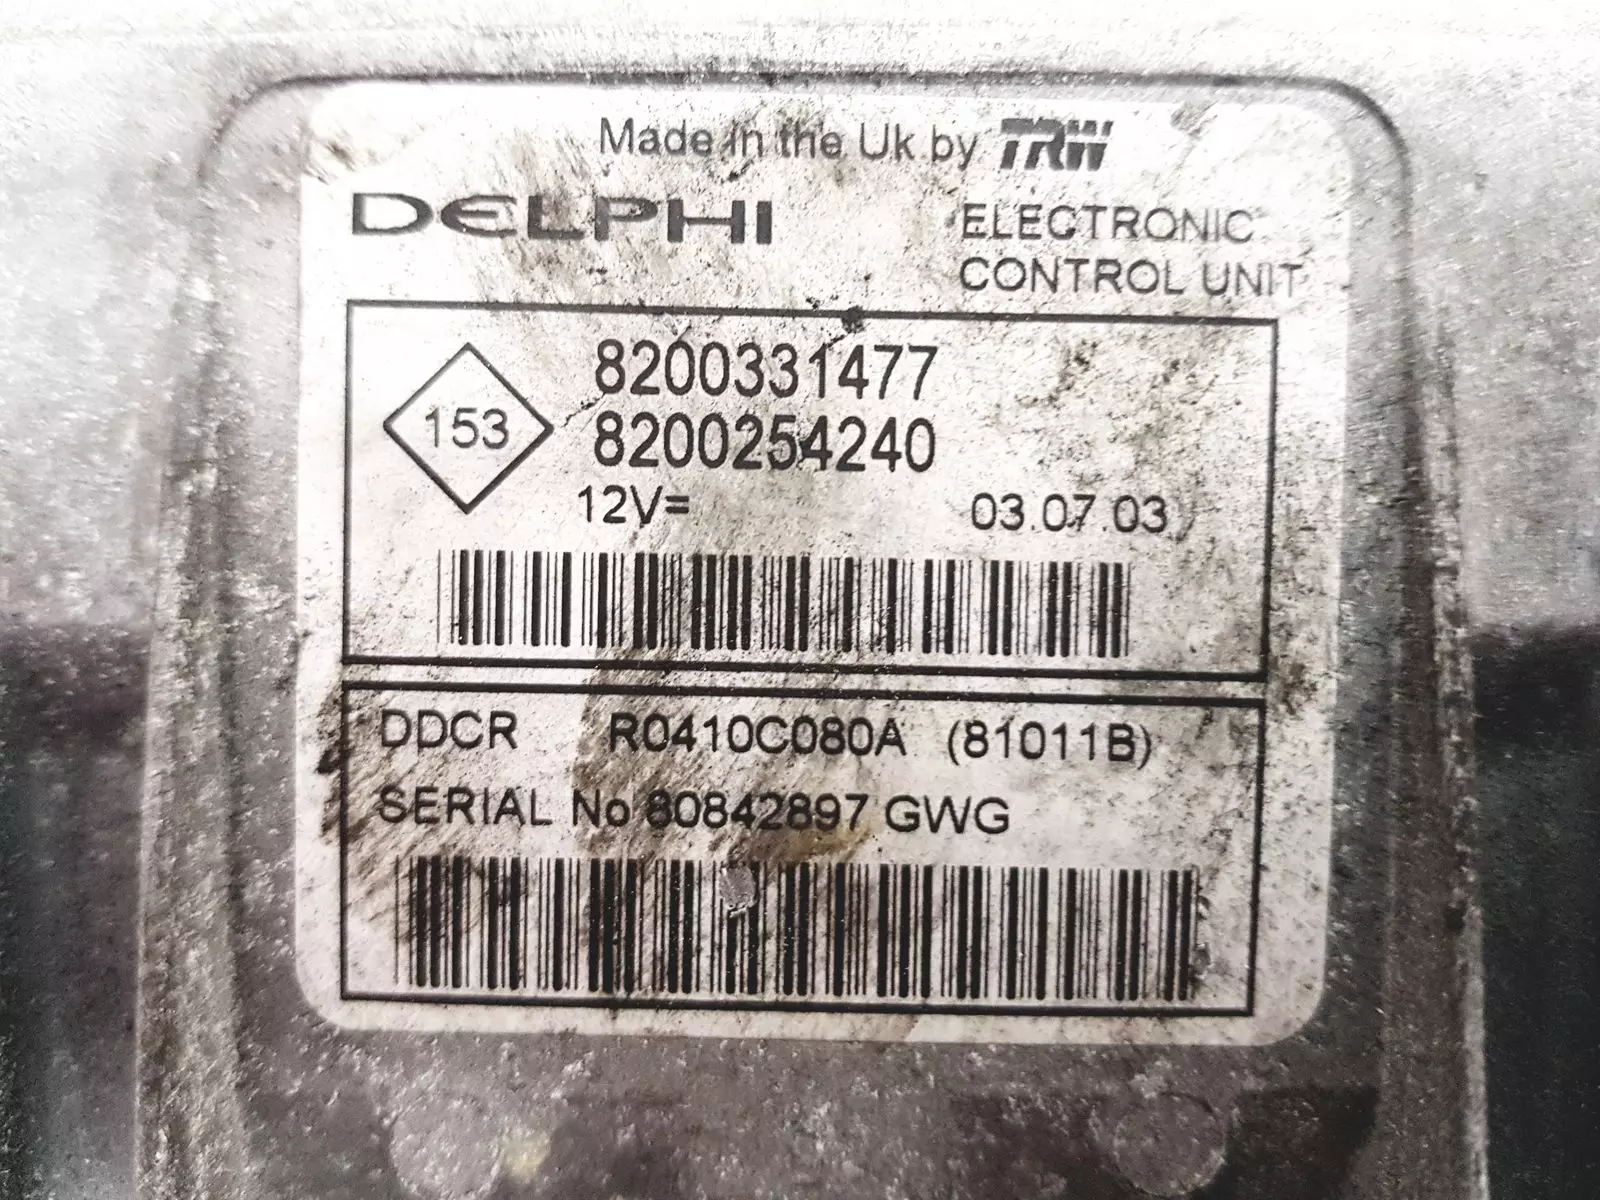 Made in the Uk by TRW
DELPHI
ELECTRONIC
CONTROL UNIT
153
8200331477
8200254240
12V= 03.07.03
DDCR R0410C080A (81011B)
SERIAL No 80842897 GWG